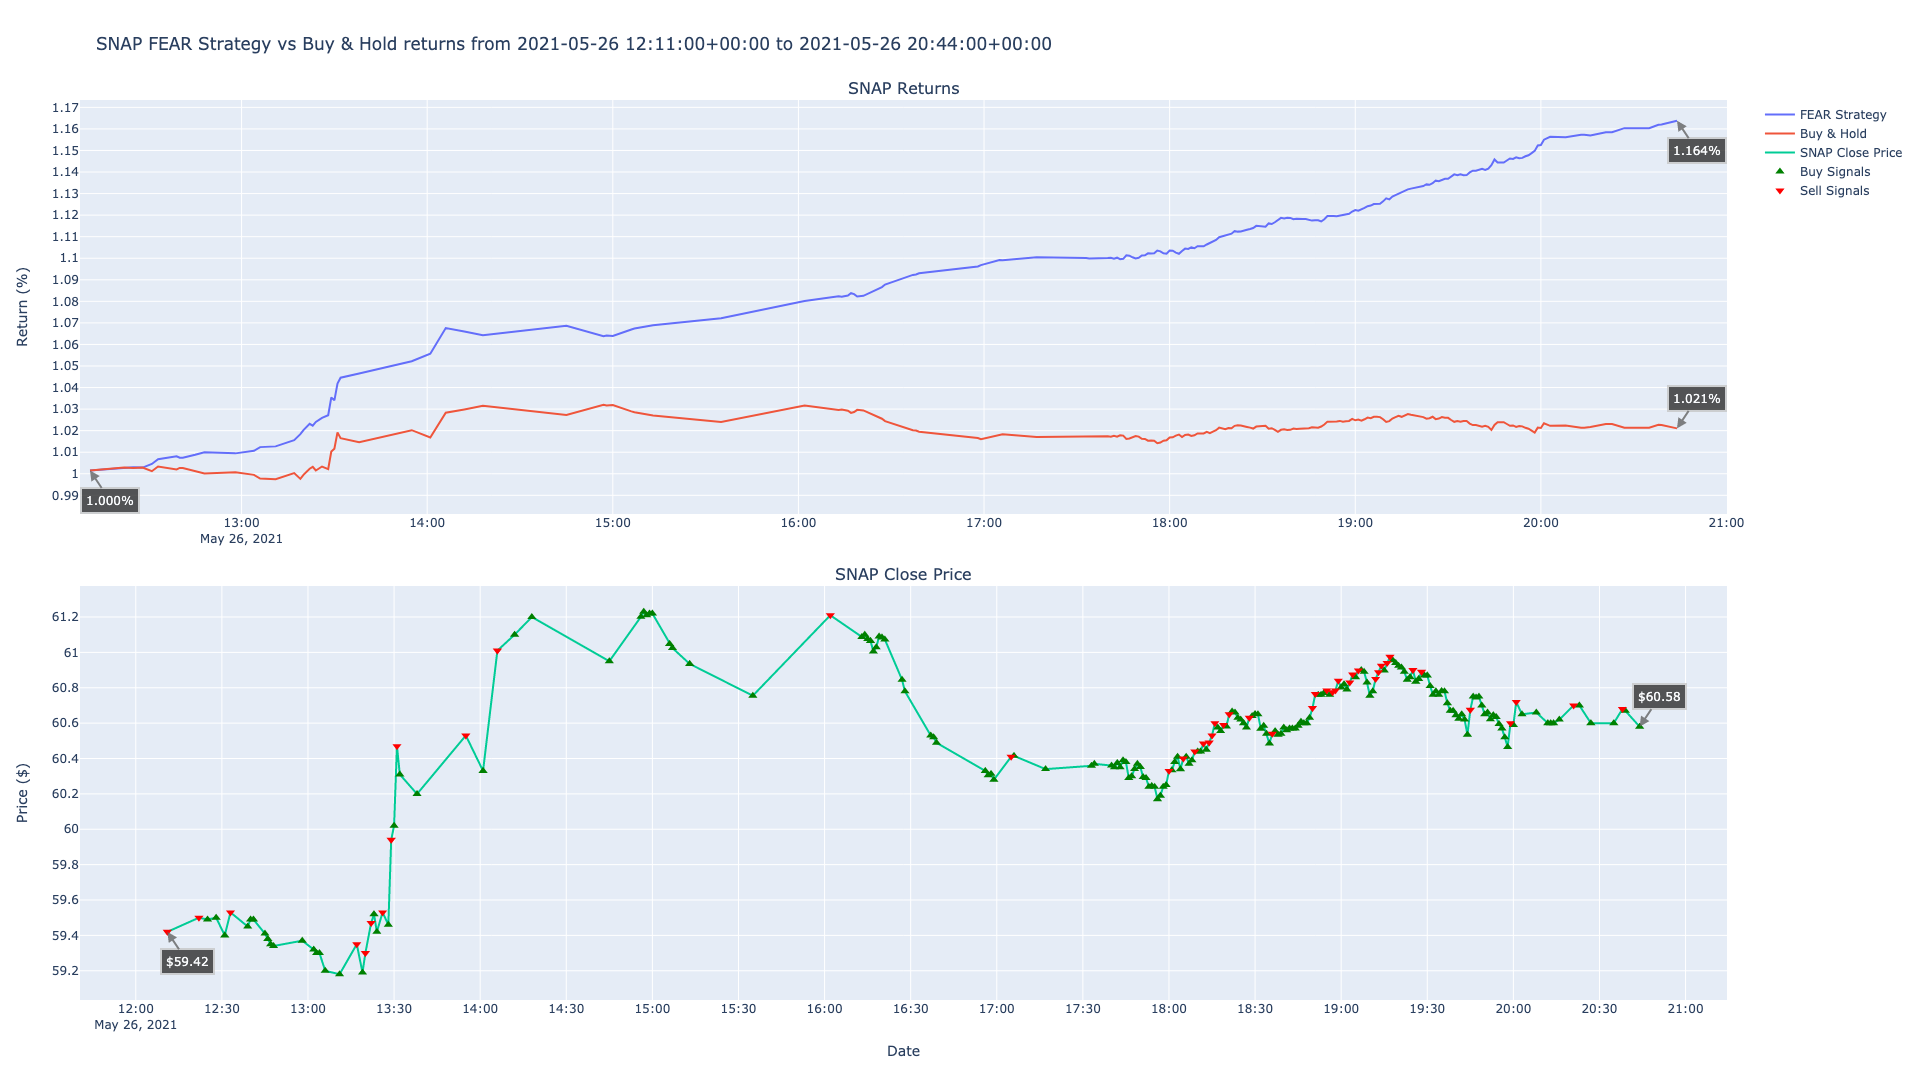 SNAP FEAR Strategy vs Buy & Hold returns from 2021-05-26 12:11:00+00:00 to 2021-05-26 20:44:00+00:00
SNAP Returns
Return (%)
1.17
1.16
1.15
1.14
1.13
1.12
1.11
1.1
1.09
1.08
1.07
1.06
1.05
1.04
1.03
1.02
1.01
1
0.99
1.000%
1.164%
1.021%
13:00 14:00 15:00 16:00 17:00 18:00 19:00 20:00 21:00
May 26, 2021
FEAR Strategy
Buy & Hold
SNAP Close Price
Buy Signals
Sell Signals
SNAP Close Price
Price ($)
61.2
61
60.8
60.6
60.4
60.2
60
59.8
59.6
59.4
59.2
$59.42
$60.58
12:00 12:30 13:00 13:30 14:00 14:30 15:00 15:30 16:00 16:30 17:00 17:30 18:00 18:30 19:00 19:30 20:00 20:30 21:00
May 26, 2021
Date